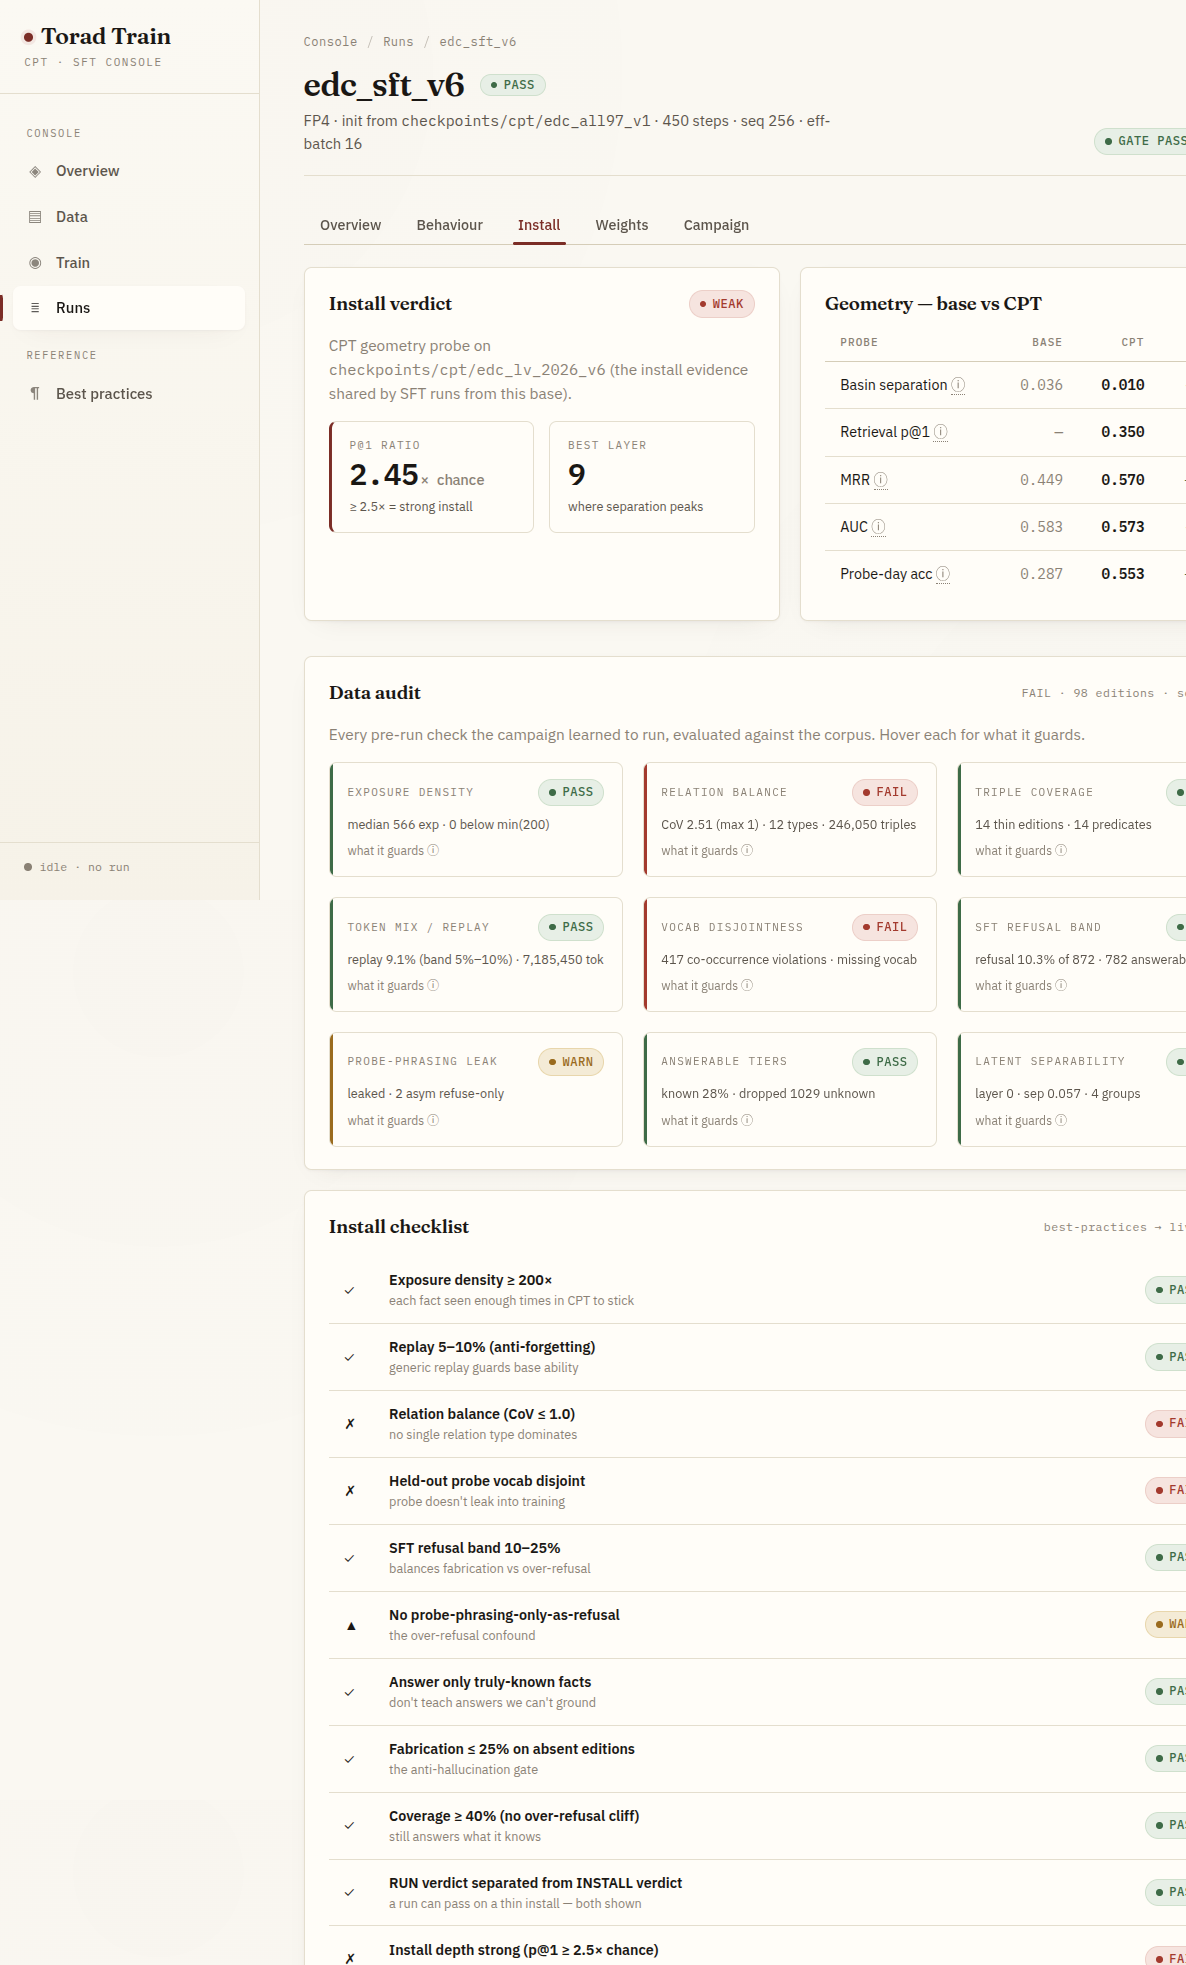 Torad Train
CPT · SFT CONSOLE
CONSOLE
Overview
Data
Train
Runs
REFERENCE
Best practices
idle · no run
Console / Runs / edc_sft_v6
edc_sft_v6 PASS
FP4 · init from checkpoints/cpt/edc_all97_v1 · 450 steps · seq 256 · eff-
batch 16
GATE PASS
Overview Behaviour Install Weights Campaign
Install verdict WEAK
CPT geometry probe on
checkpoints/cpt/edc_lv_2026_v6 (the install evidence
shared by SFT runs from this base).
P@1 RATIO
2.45× chance
≥ 2.5× = strong install
BEST LAYER
9
where separation peaks
Geometry — base vs CPT
PROBE BASE CPT
Basin separation ⓘ 0.036 0.010
Retrieval p@1 ⓘ — 0.350
MRR ⓘ 0.449 0.570
AUC ⓘ 0.583 0.573
Probe-day acc ⓘ 0.287 0.553
Data audit
FAIL · 98 editions · s
Every pre-run check the campaign learned to run, evaluated against the corpus. Hover each for what it guards.
EXPOSURE DENSITY PASS
median 566 exp · 0 below min(200)
what it guards ⓘ
RELATION BALANCE FAIL
CoV 2.51 (max 1) · 12 types · 246,050 triples
what it guards ⓘ
TRIPLE COVERAGE
14 thin editions · 14 predicates
what it guards ⓘ
TOKEN MIX / REPLAY PASS
replay 9.1% (band 5%–10%) · 7,185,450 tok
what it guards ⓘ
VOCAB DISJOINTNESS FAIL
417 co-occurrence violations · missing vocab
what it guards ⓘ
SFT REFUSAL BAND
refusal 10.3% of 872 · 782 answerab
what it guards ⓘ
PROBE-PHRASING LEAK WARN
leaked · 2 asym refuse-only
what it guards ⓘ
ANSWERABLE TIERS PASS
known 28% · dropped 1029 unknown
what it guards ⓘ
LATENT SEPARABILITY
layer 0 · sep 0.057 · 4 groups
what it guards ⓘ
Install checklist
best-practices → li
✓ Exposure density ≥ 200× PA
each fact seen enough times in CPT to stick
✓ Replay 5–10% (anti-forgetting) PA
generic replay guards base ability
✗ Relation balance (CoV ≤ 1.0) FA
no single relation type dominates
✗ Held-out probe vocab disjoint FA
probe doesn't leak into training
✓ SFT refusal band 10–25% PA
balances fabrication vs over-refusal
▲ No probe-phrasing-only-as-refusal WA
the over-refusal confound
✓ Answer only truly-known facts PA
don't teach answers we can't ground
✓ Fabrication ≤ 25% on absent editions PA
the anti-hallucination gate
✓ Coverage ≥ 40% (no over-refusal cliff) PA
still answers what it knows
✓ RUN verdict separated from INSTALL verdict PA
a run can pass on a thin install — both shown
✗ Install depth strong (p@1 ≥ 2.5× chance) FA